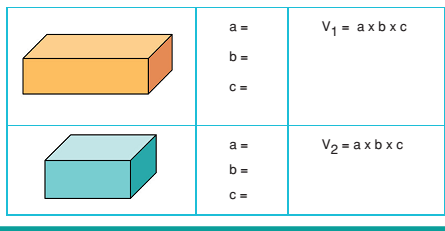 a =
b =
c =
V1 = a x b x c
a =
b =
c =
V2 = a x b x c